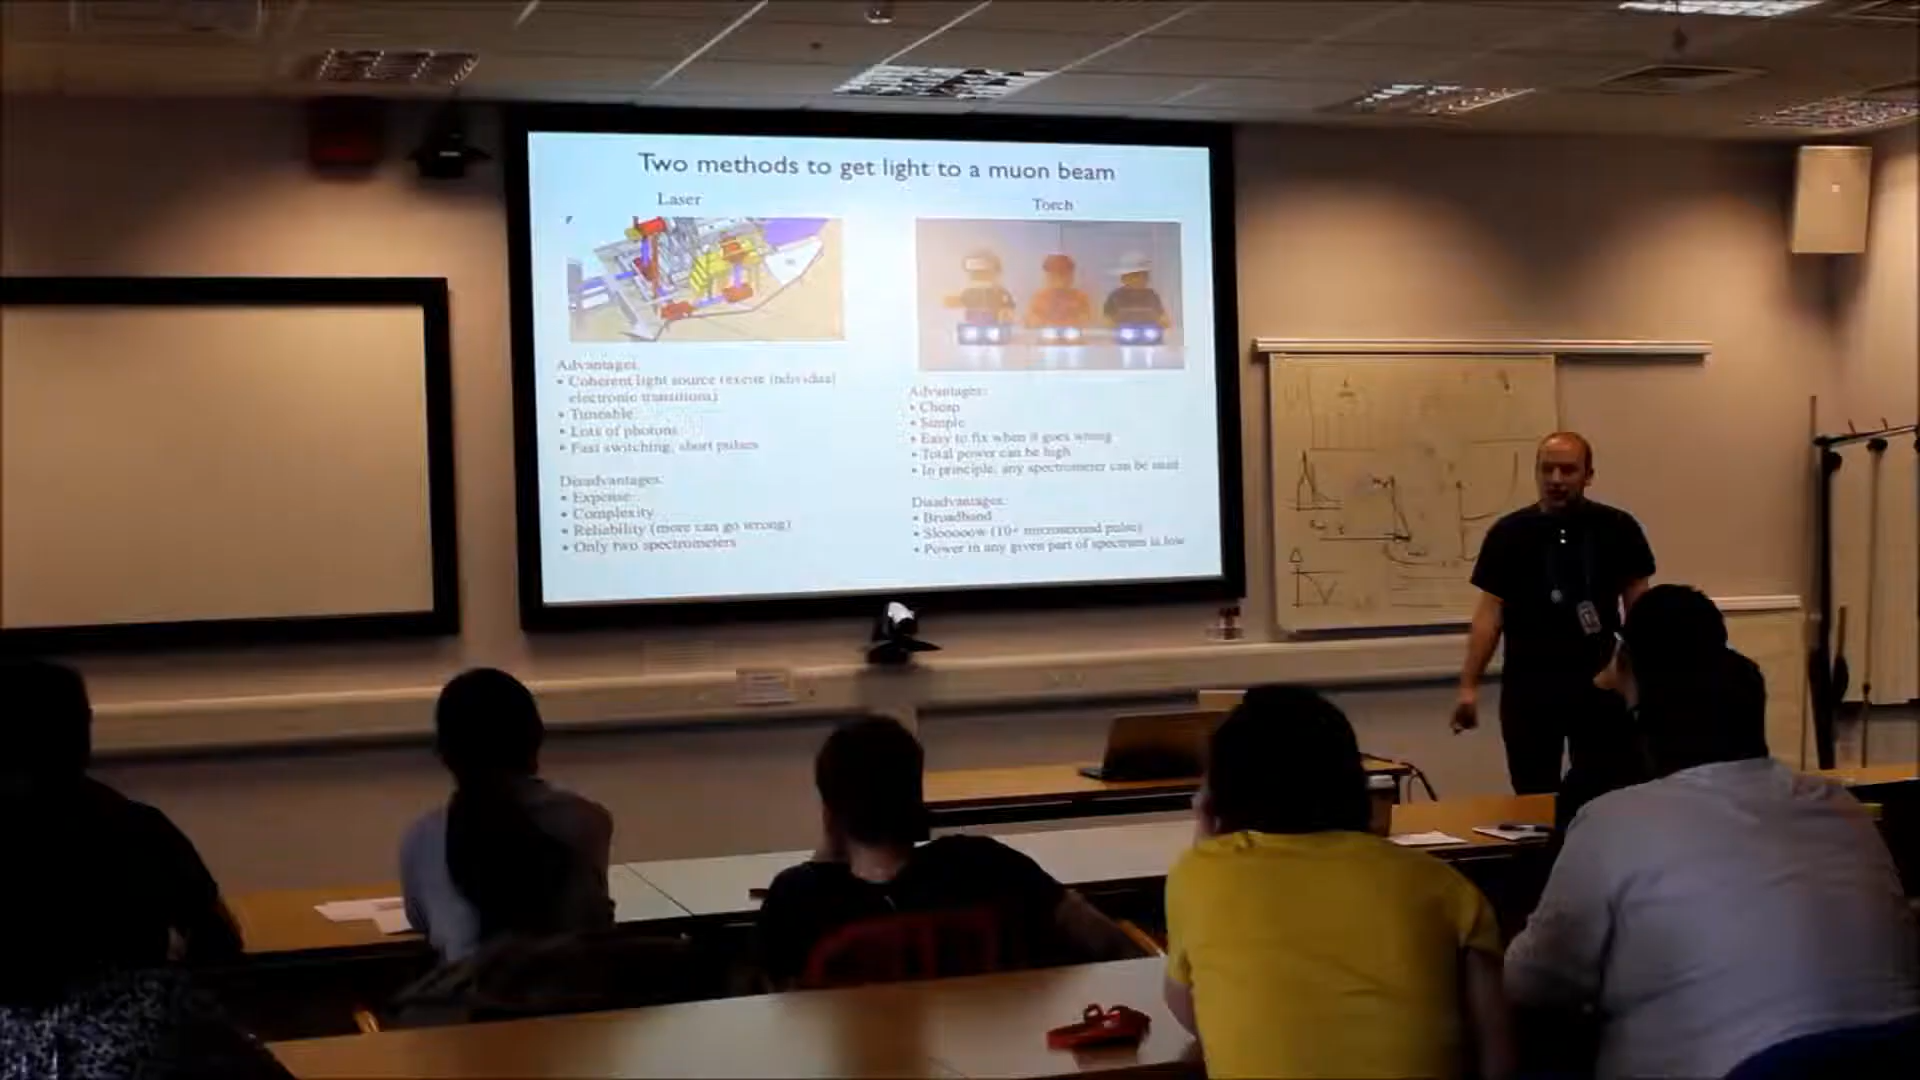 Two methods to get light to a muon beam
Laser
Advantages:
• Coherent light source (excite individual
electronic transitions)
• Tuneable
• Lots of photons
• Fast switching, short pulses
Disadvantages:
• Expense
• Complexity
• Reliability (more can go wrong)
• Only two spectrometers
Torch
Advantages:
• Cheap
• Simple
• Easy to fix when it goes wrong
• Total power can be high
• In principle, any spectrometer can be used
Disadvantages:
• Broadband
• Slooooow (10+ microsecond pulse)
• Power in any given part of spectrum is low